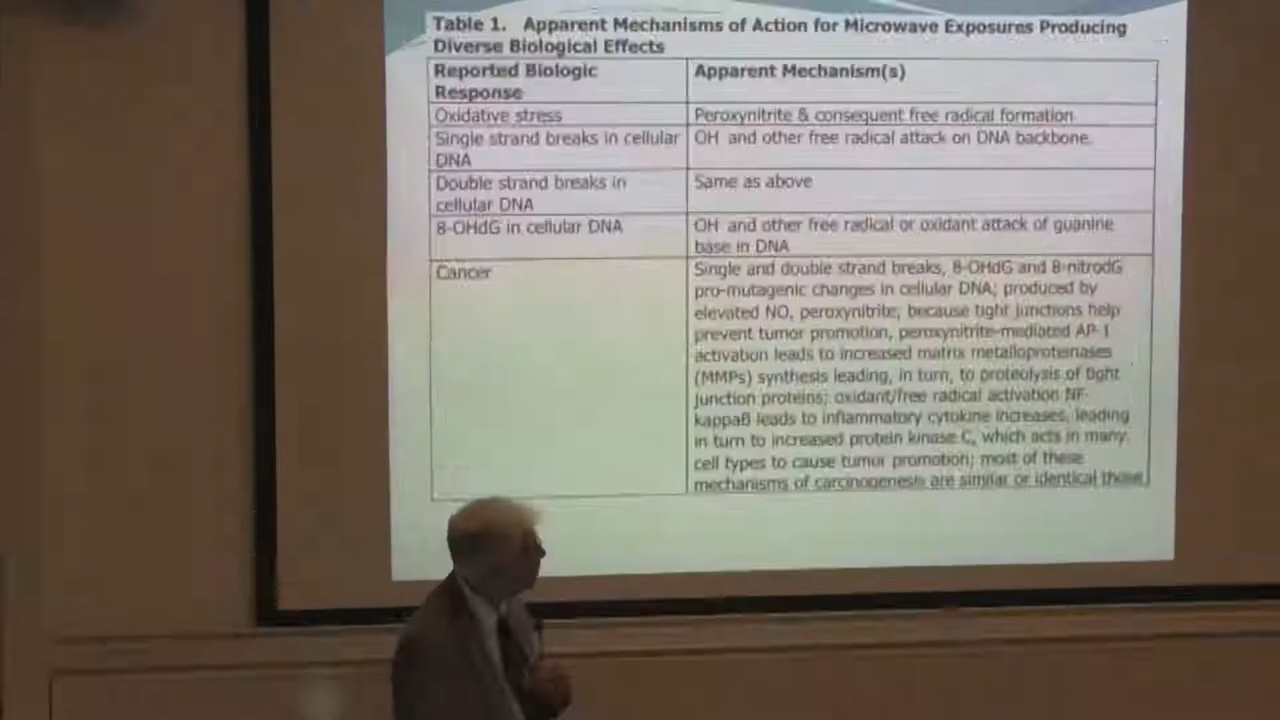 Table 1. Apparent Mechanisms of Action for Microwave Exposures Producing
Diverse Biological Effects
Reported Biologic
Response
Apparent Mechanism(s)
Oxidative stress
Peroxynitrite & consequent free radical formation
Single strand breaks in cellular
DNA
OH and other free radical attack on DNA backbone.
Double strand breaks in
cellular DNA
Same as above
8-OHdG in cellular DNA
OH and other free radical or oxidant attack of guanine
base in DNA
Cancer
Single and double strand breaks, 8-OHdG and 8-nitrodG
pro-mutagenic changes in cellular DNA; produced by
elevated NO, peroxynitrite; because tight junctions help
prevent tumor promotion, peroxynitrite-mediated AP-1
activation leads to increased matrix metalloproteinases
(MMPs) synthesis leading, in turn, to proteolysis of tight
junction proteins; oxidant/free radical activation NF-
kappaB leads to inflammatory cytokine increases, leading
in turn to increased protein kinase C, which acts in many
cell types to cause tumor promotion; most of these
mechanisms of carcinogenesis are similar or identical those